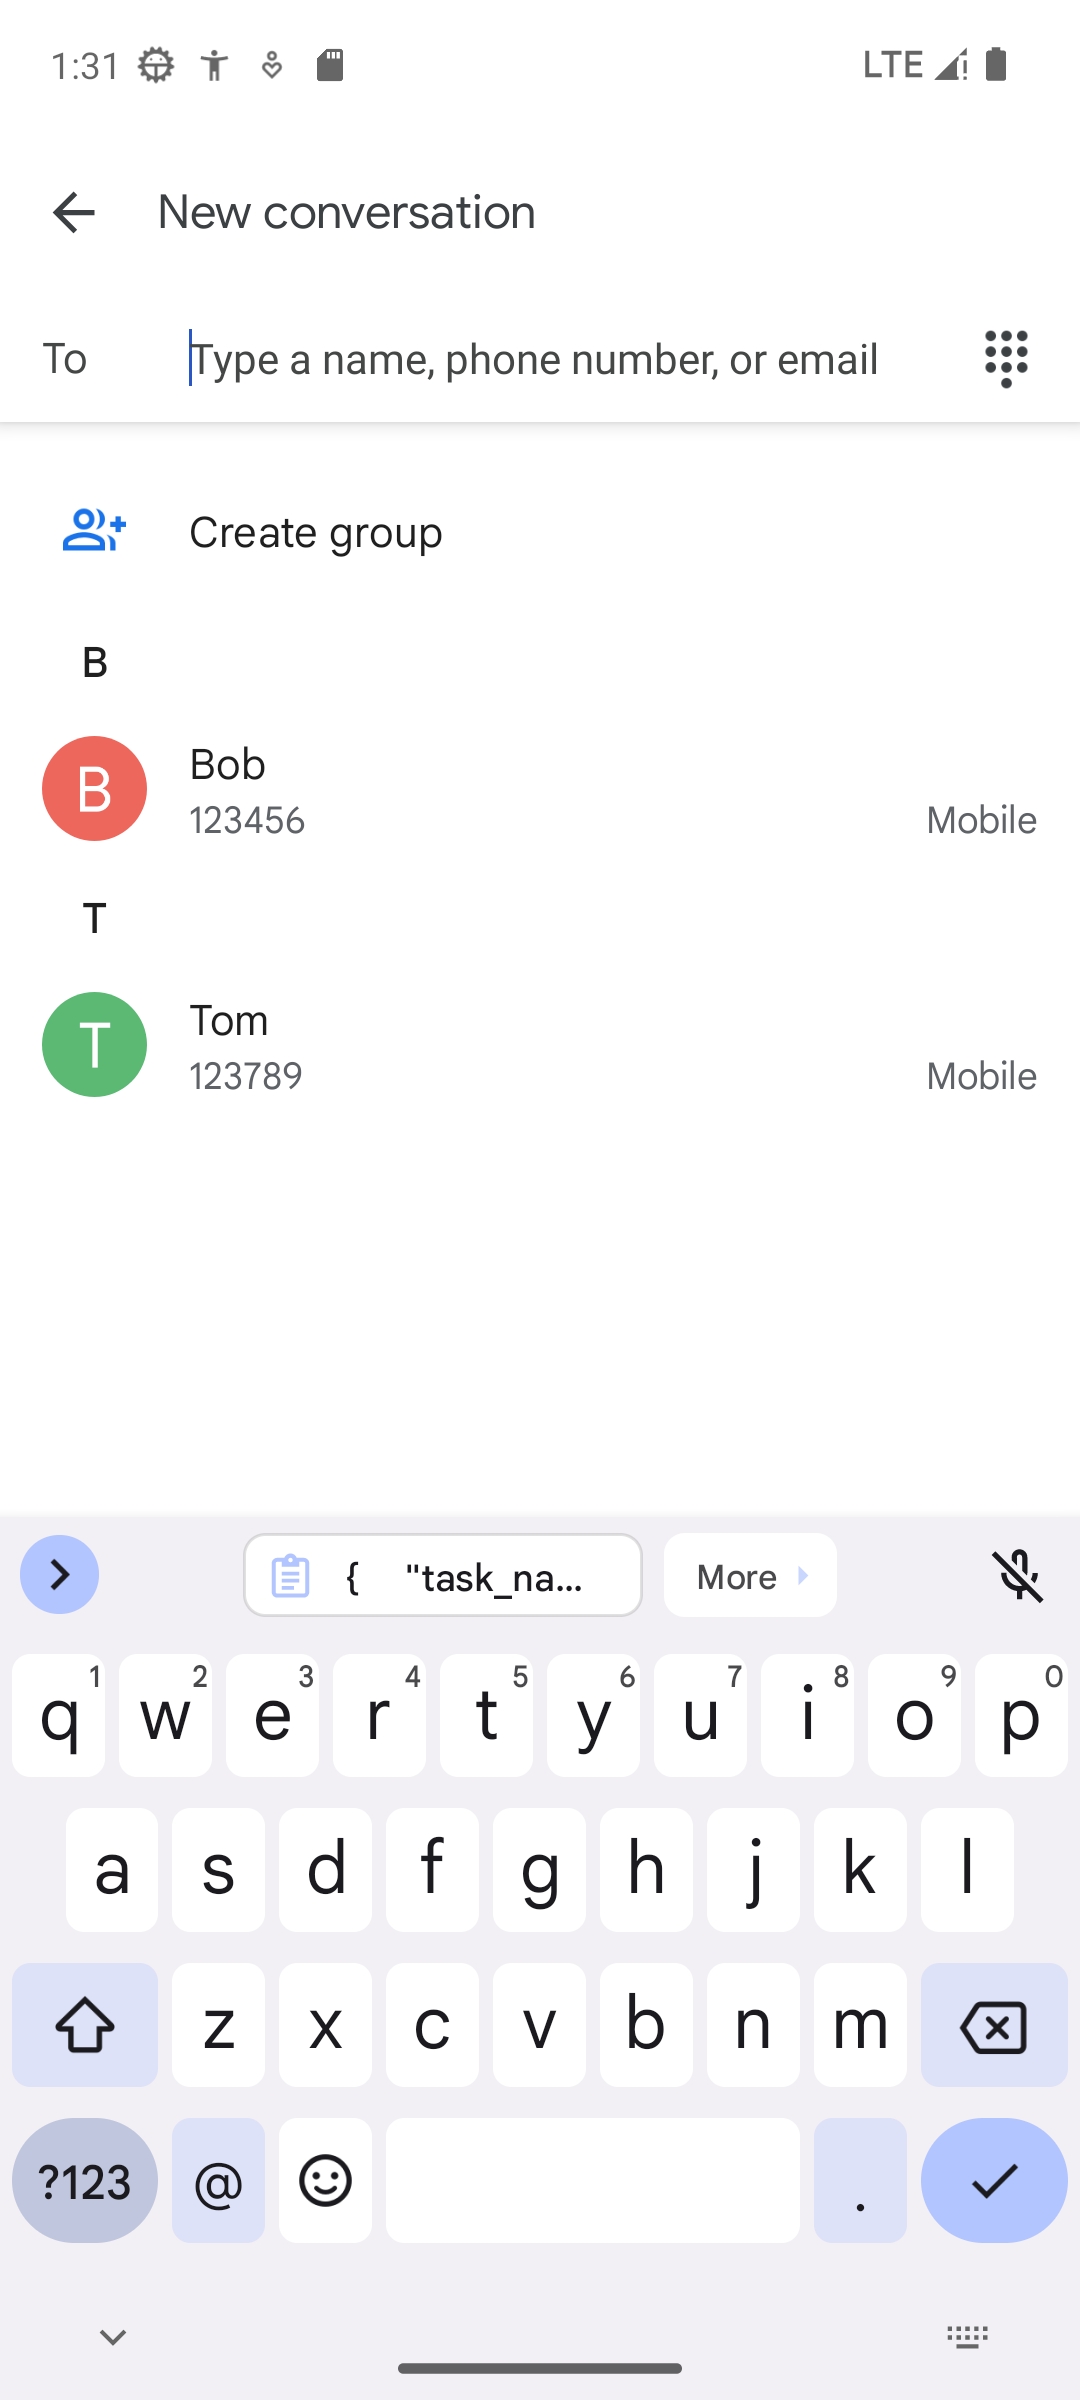 1:31 LTE
New conversation
To Type a name, phone number, or email
Create group
B
B Bob
123456 Mobile
T
T Tom
123789 Mobile
{ "task_na... More
q 1 w 2 e 3 r 4 t 5 y 6 u 7 i 8 o 9 p 0
a s d f g h j k l
z x c v b n m
?123 @ .